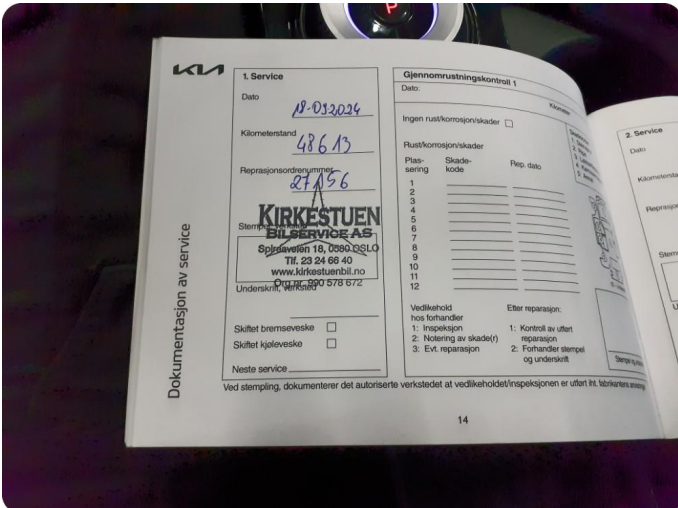 P
KIA
Dokumentasjon av service
1. Service
Dato
18.09.2024
Kilometerstand
48613
Reprasjonsordrenummer
27156
KIRKESTUEN
BILSERVICE AS
Spireaveien 18, 0580 OSLO
Tlf. 23 24 66 40
www.kirkestuenbil.no
Org.nr. 990 578 672
Underskrift, verksted
Skiftet bremseveske
Skiftet kjøleveske
Neste service
Gjennomrustningskontroll 1
Dato:
Kilometer
Ingen rust/korrosjon/skader
Rust/korrosjon/skader
Plas-
sering
Skade-
kode
Rep. dato
1
2
3
4
5
6
7
8
9
10
11
12
Vedlikehold
hos forhandler
1: Inspeksjon
2: Notering av skade(r)
3: Evt. reparasjon
Etter reparasjon:
1: Kontroll av utført
reparasjon
2: Forhandler stempel
og underskrift
Ved stempling, dokumenterer det autoriserte verkstedet at vedlikeholdet/inspeksjonen er utført iht. fabrikantens
14
2. Service
Dato